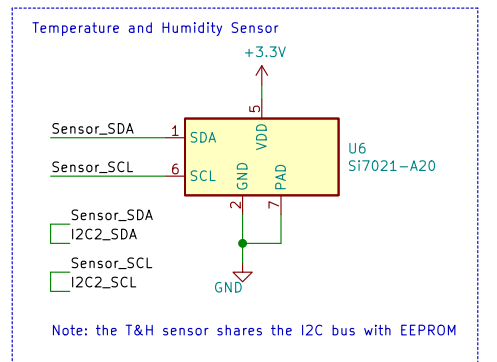 Temperature and Humidity Sensor
+3.3V
5
VDD
Sensor_SDA
1
SDA
Sensor_SCL
6
SCL
GND
PAD
2
7
U6
Si7021-A20
Sensor_SDA
I2C2_SDA
Sensor_SCL
I2C2_SCL
GND
Note: the T&H sensor shares the I2C bus with EEPROM